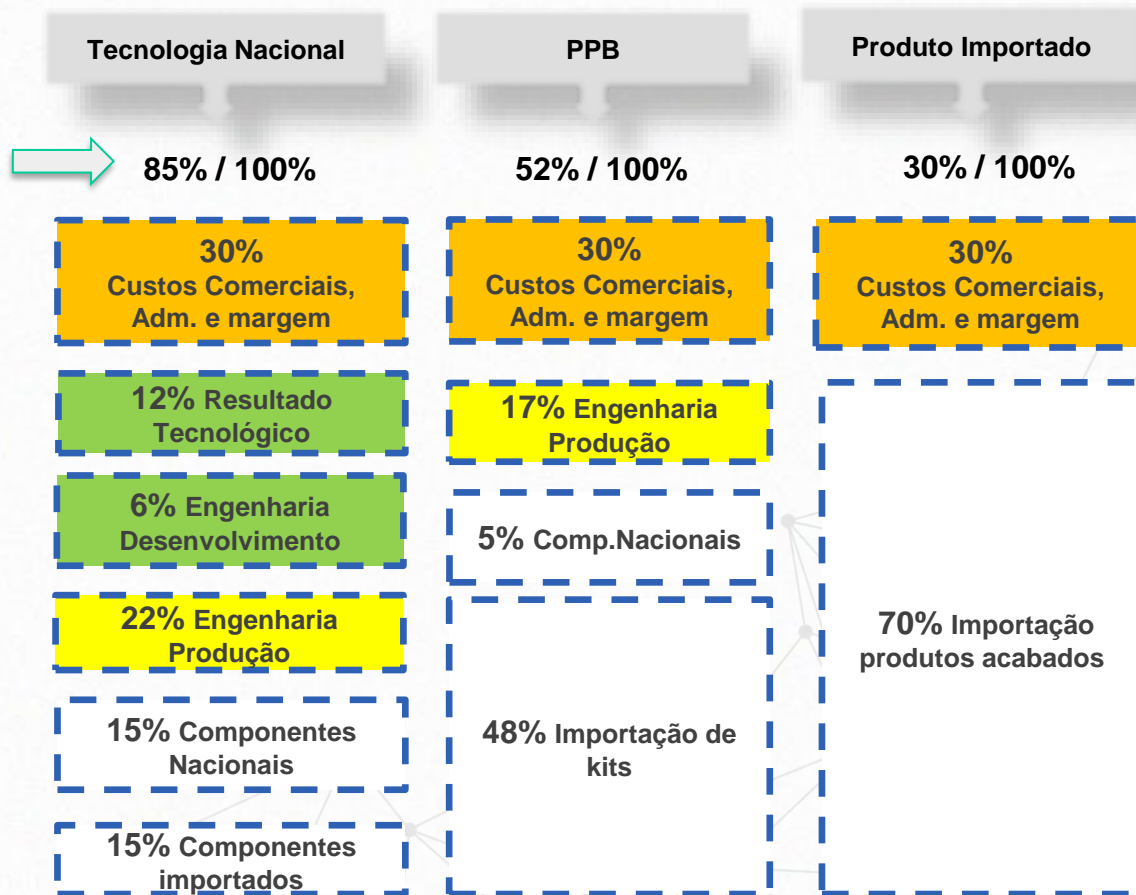 Tecnologia Nacional
PPB
Produto Importado
85% / 100%
52% / 100%
30% / 100%
30%
Custos Comerciais,
Adm. e margem
12% Resultado
Tecnológico
6% Engenharia
Desenvolvimento
22% Engenharia
Produção
15% Componentes
Nacionais
15% Componentes
importados
30%
Custos Comerciais,
Adm. e margem
17% Engenharia
Produção
5% Comp.Nacionais
48% Importação de
kits
30%
Custos Comerciais,
Adm. e margem
70% Importação
produtos acabados